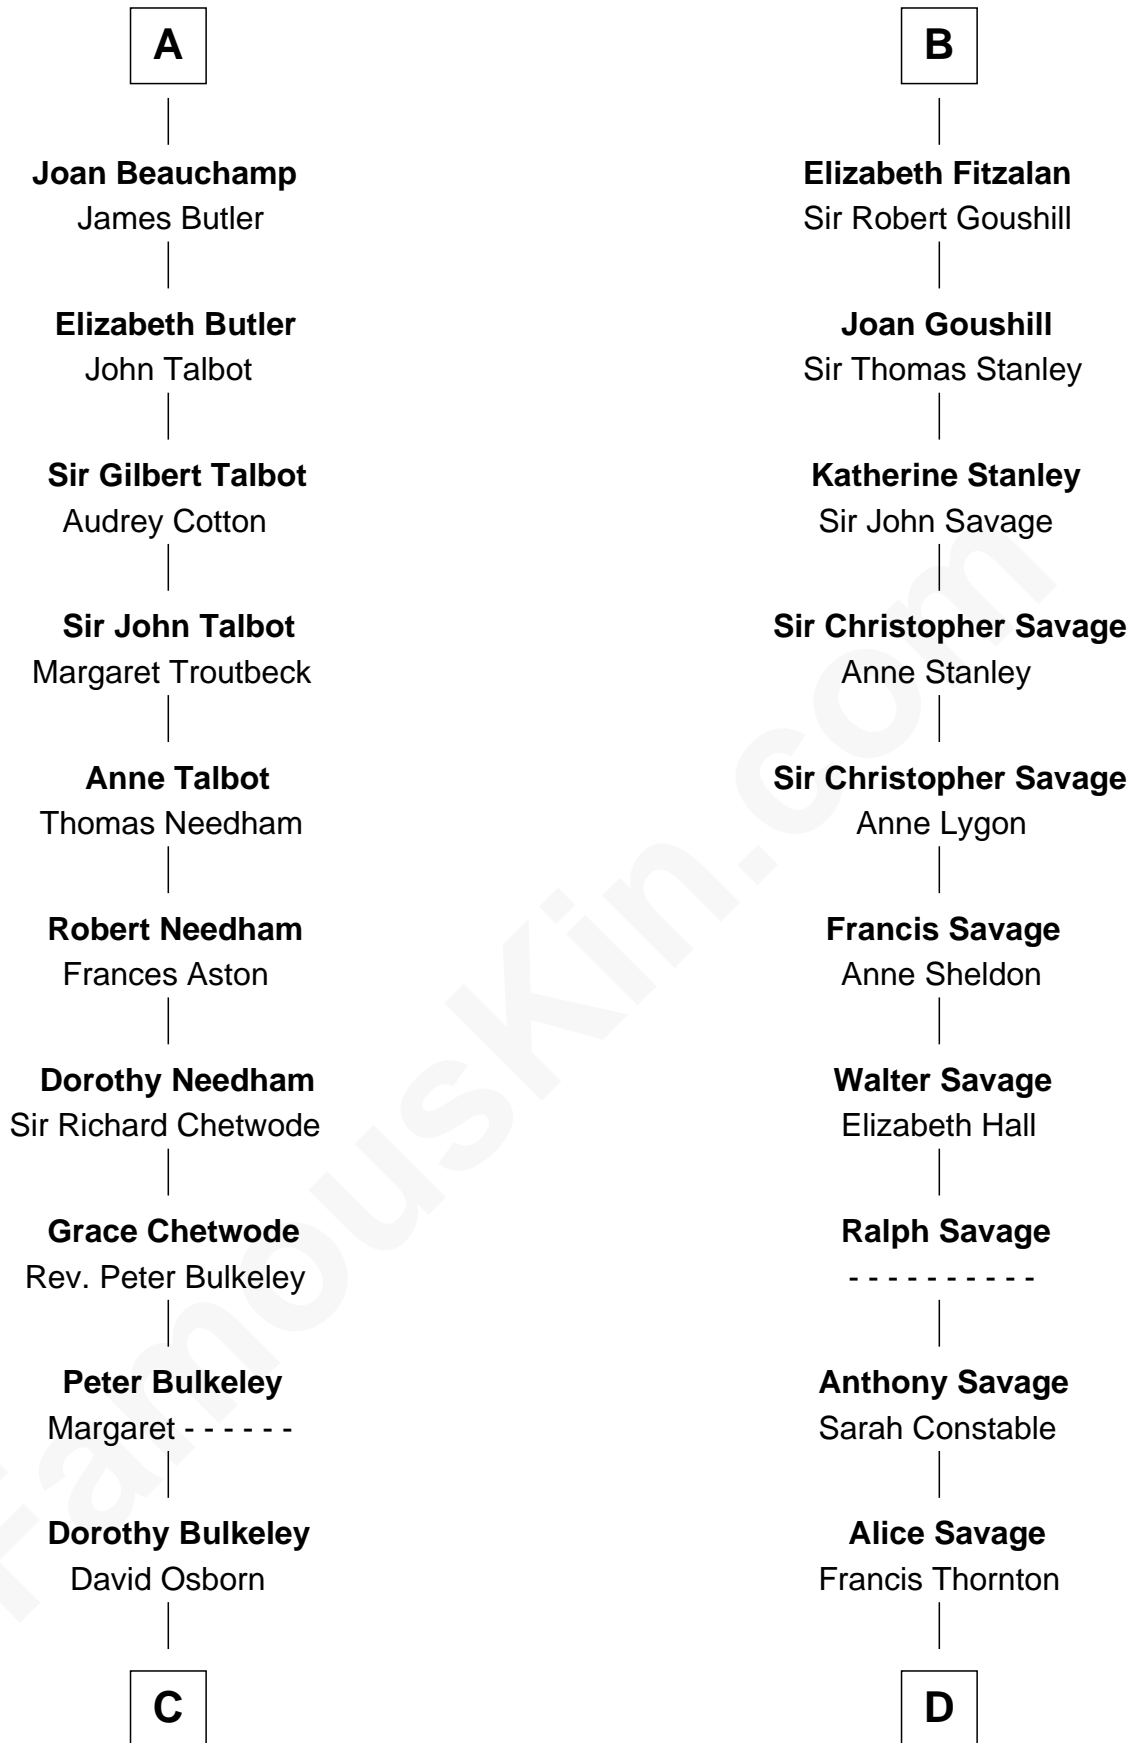 A
Joan Beauchamp
James Butler
Elizabeth Butler
John Talbot
Sir Gilbert Talbot
Audrey Cotton
Sir John Talbot
Margaret Troutbeck
Anne Talbot
Thomas Needham
Robert Needham
Frances Aston
Dorothy Needham
Sir Richard Chetwode
Grace Chetwode
Rev. Peter Bulkeley
Peter Bulkeley
Margaret - - - - - -
Dorothy Bulkeley
David Osborn
C
B
Elizabeth Fitzalan
Sir Robert Goushill
Joan Goushill
Sir Thomas Stanley
Katherine Stanley
Sir John Savage
Sir Christopher Savage
Anne Stanley
Sir Christopher Savage
Anne Lygon
Francis Savage
Anne Sheldon
Walter Savage
Elizabeth Hall
Ralph Savage
- - - - - - - - - -
Anthony Savage
Sarah Constable
Alice Savage
Francis Thornton
D
FamousKin.com